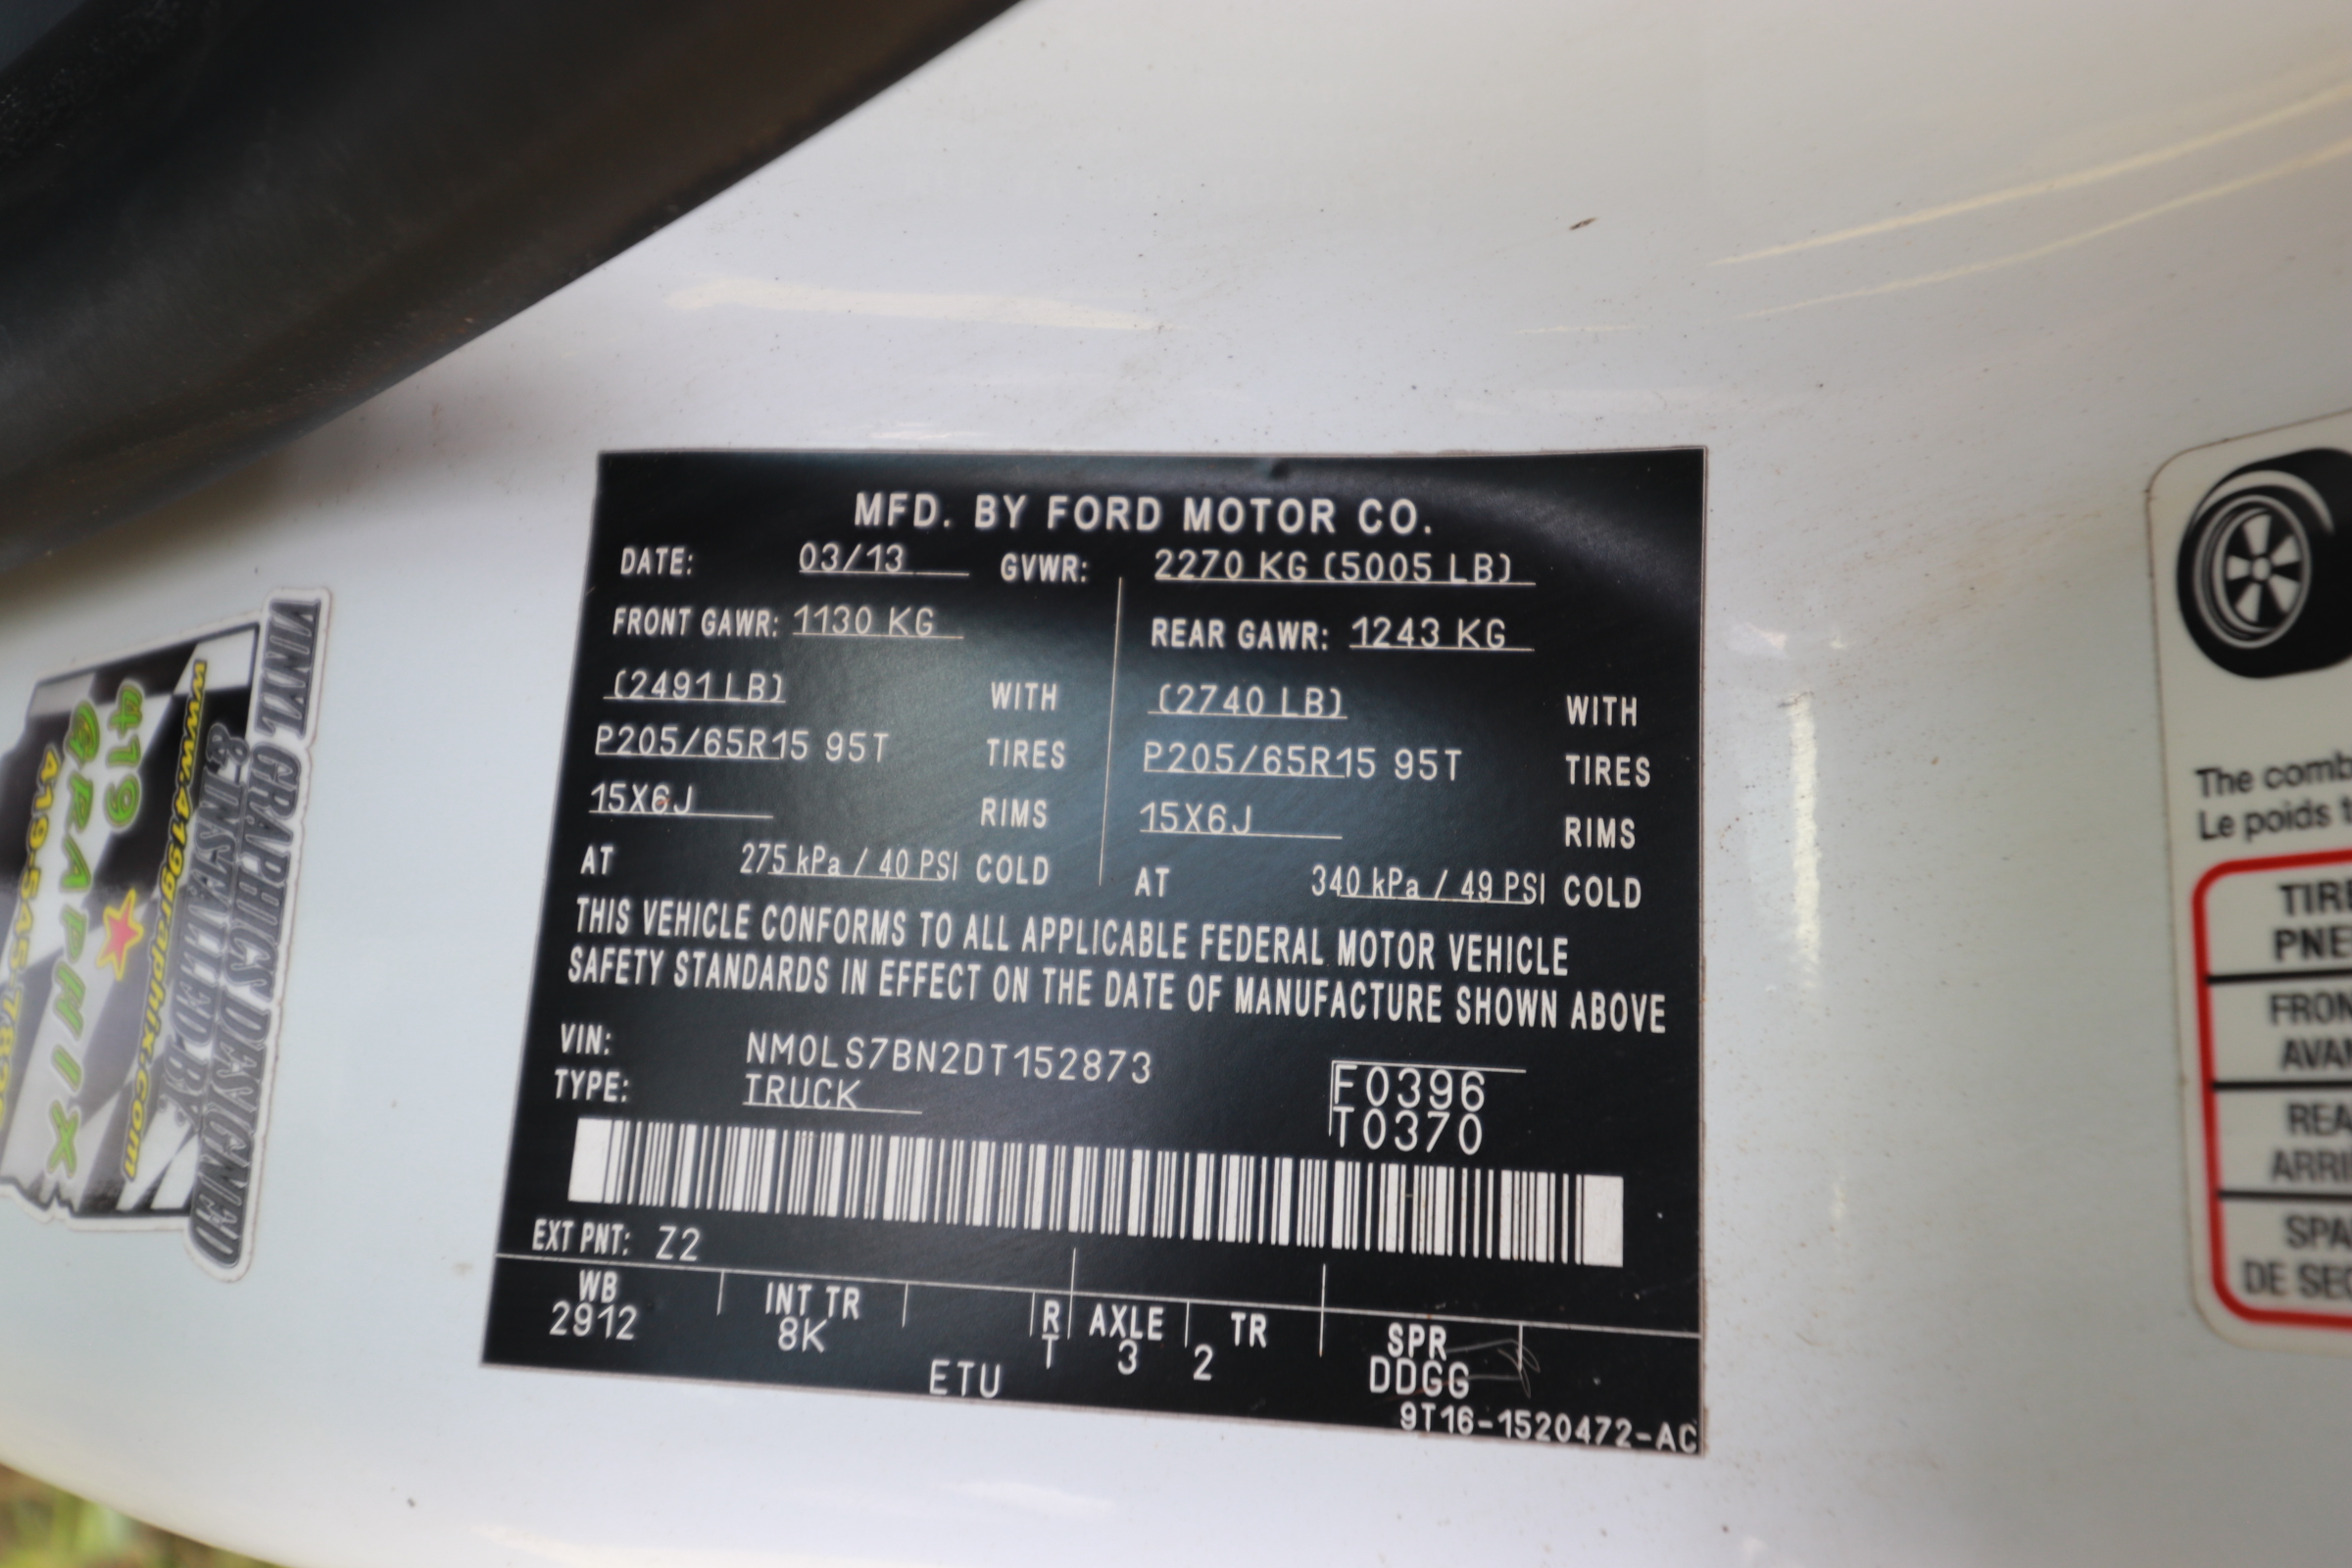 MFD. BY FORD MOTOR CO.
DATE: 03/13 GVWR: 2270 KG (5005 LB)
FRONT GAWR: 1130 KG REAR GAWR: 1243 KG
(2491 LB) WITH (2740 LB) WITH
P205/65R15 95T TIRES P205/65R15 95T TIRES
15X6J RIMS 15X6J RIMS
AT 275 kPa / 40 PSI COLD AT 340 kPa / 49 PSI COLD
THIS VEHICLE CONFORMS TO ALL APPLICABLE FEDERAL MOTOR VEHICLE
SAFETY STANDARDS IN EFFECT ON THE DATE OF MANUFACTURE SHOWN ABOVE
VIN: NM0LS7BN2DT152873
TYPE: TRUCK
F0396
T0370
EXT PNT: Z2
WB INT TR R AXLE TR SPR
2912 8K T 3 2 DDGG
ETU
9T16-1520472-AC
VINYL GRAPHICS DESIGNED
& INSTALLED BY:
www.419graphix.com
419
GRAPHIX
The
Le poids
TIRE
FRON
AVAN
REA
ARRI
SPA
DE